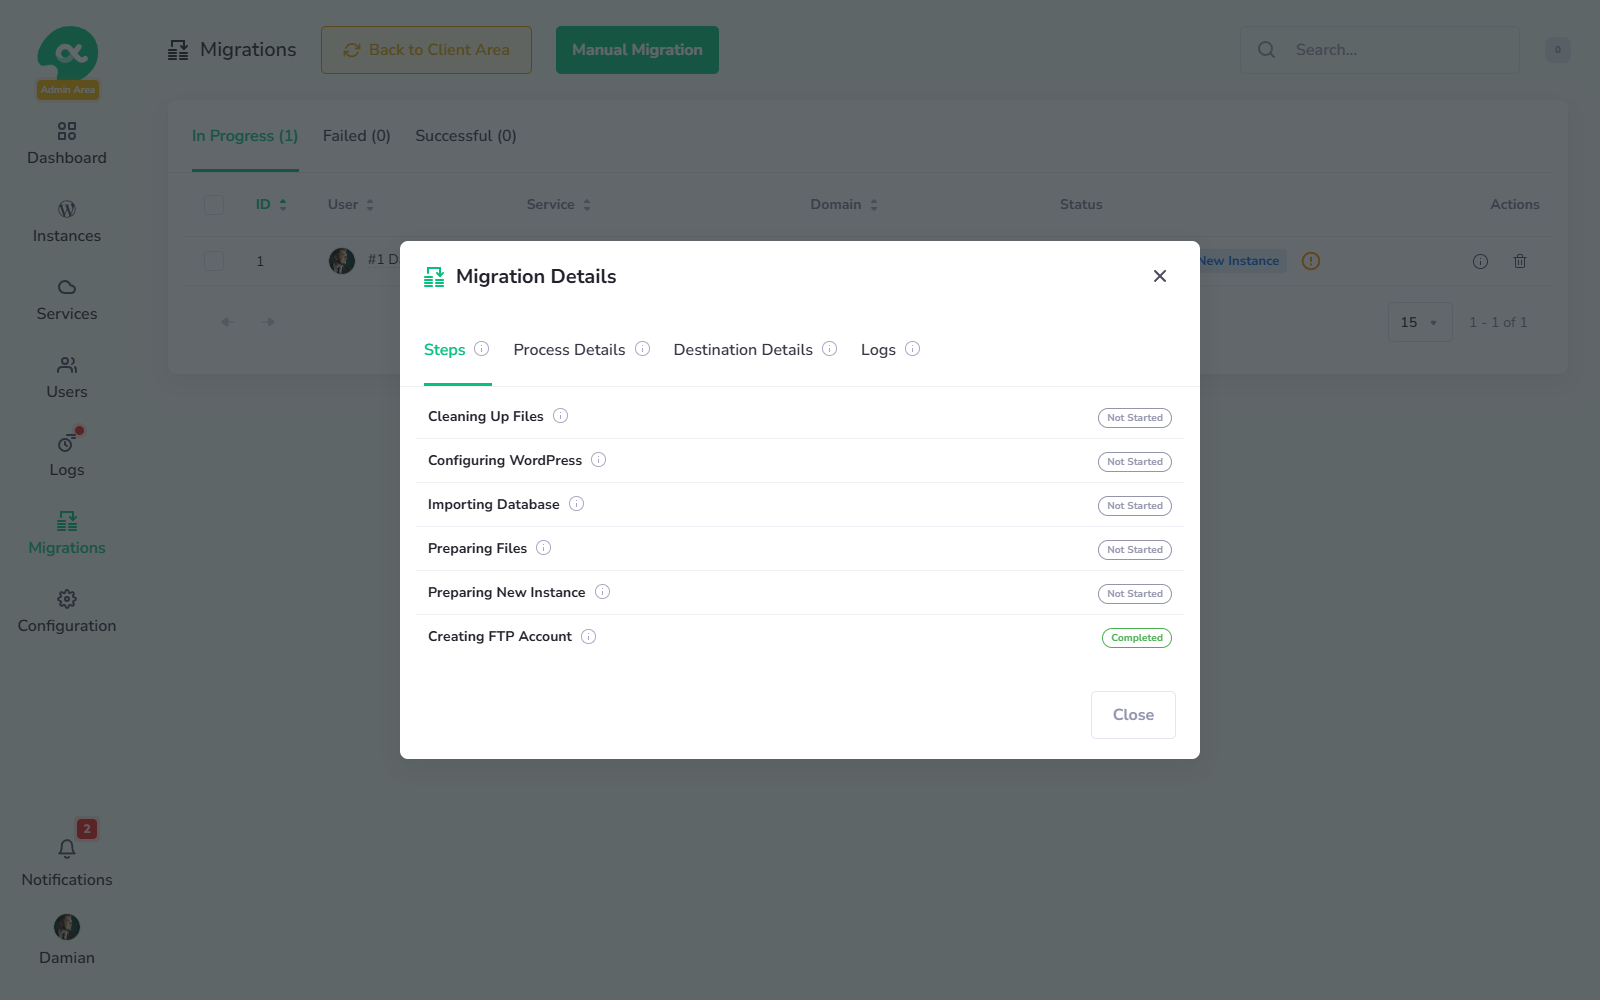 Migrations
Back to Client Area
Manual Migration
Search...
0
Admin Area
Dashboard
Instances
Services
Users
Logs
Migrations
Configuration
2
Notifications
Damian
In Progress (1)
Failed (0)
Successful (0)
ID
User
Service
Domain
Status
Actions
1
#1 D
New Instance
15
1 - 1 of 1
Migration Details
Steps
Process Details
Destination Details
Logs
Cleaning Up Files
Not Started
Configuring WordPress
Not Started
Importing Database
Not Started
Preparing Files
Not Started
Preparing New Instance
Not Started
Creating FTP Account
Completed
Close